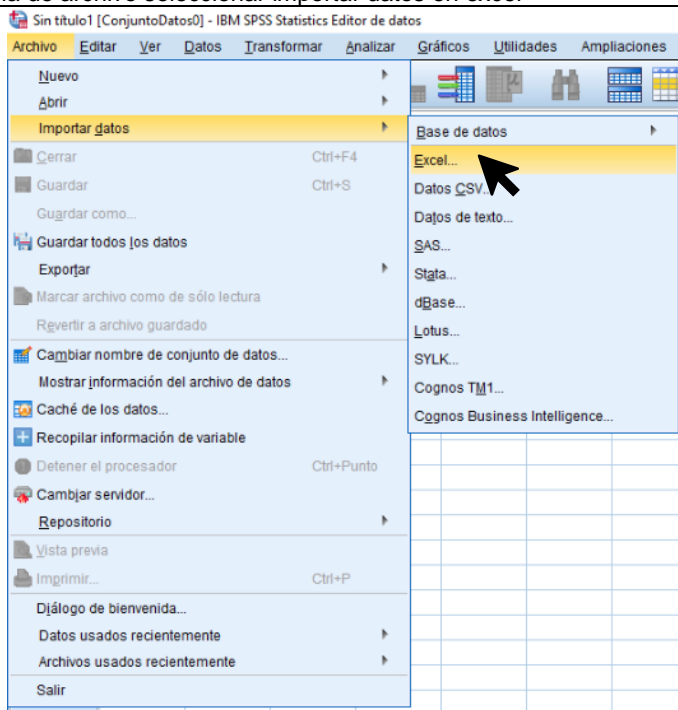 Sin título1 [ConjuntoDatos0] - IBM SPSS Statistics Editor de datos
Archivo Editar Ver Datos Transformar Analizar Gráficos Utilidades Ampliaciones
Nuevo
Abrir
Importar datos
Cerrar Ctrl+F4
Guardar Ctrl+S
Guardar como...
Guardar todos los datos
Exportar
Marcar archivo como de sólo lectura
Revertir a archivo guardado
Cambiar nombre de conjunto de datos...
Mostrar información del archivo de datos
Caché de los datos...
Recopilar información de variable
Detener el procesador Ctrl+Punto
Cambiar servidor...
Repositorio
Vista previa
Imprimir... Ctrl+P
Diálogo de bienvenida...
Datos usados recientemente
Archivos usados recientemente
Salir
Base de datos
Excel...
Datos CSV...
Datos de texto...
SAS...
Stata...
dBase...
Lotus...
SYLK...
Cognos TM1...
Cognos Business Intelligence...